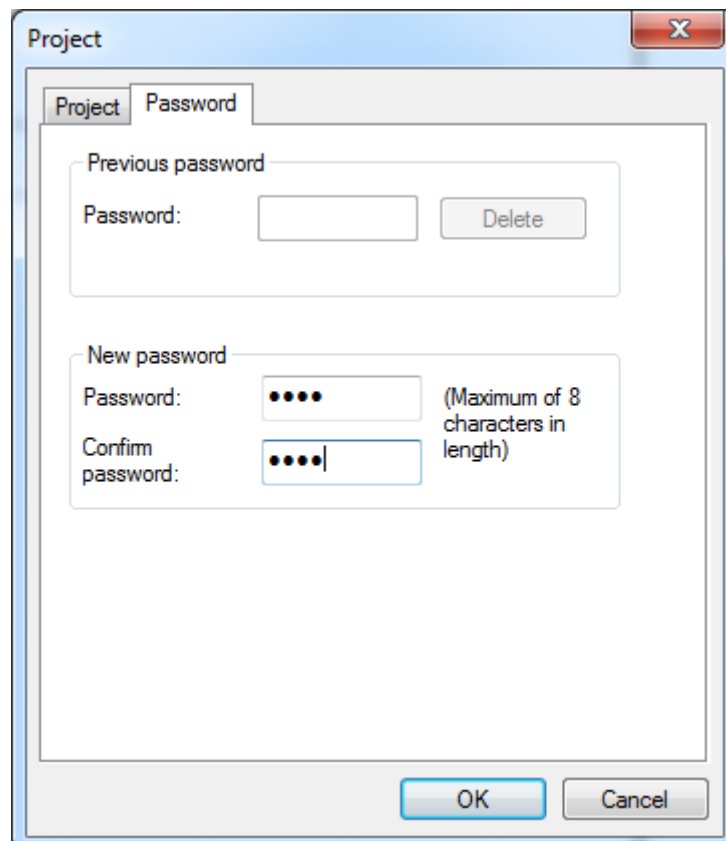 Project
Project Password
Previous password
Password: Delete
New password
Password: •••• (Maximum of 8
characters in
length)
Confirm
password: ••••
OK Cancel